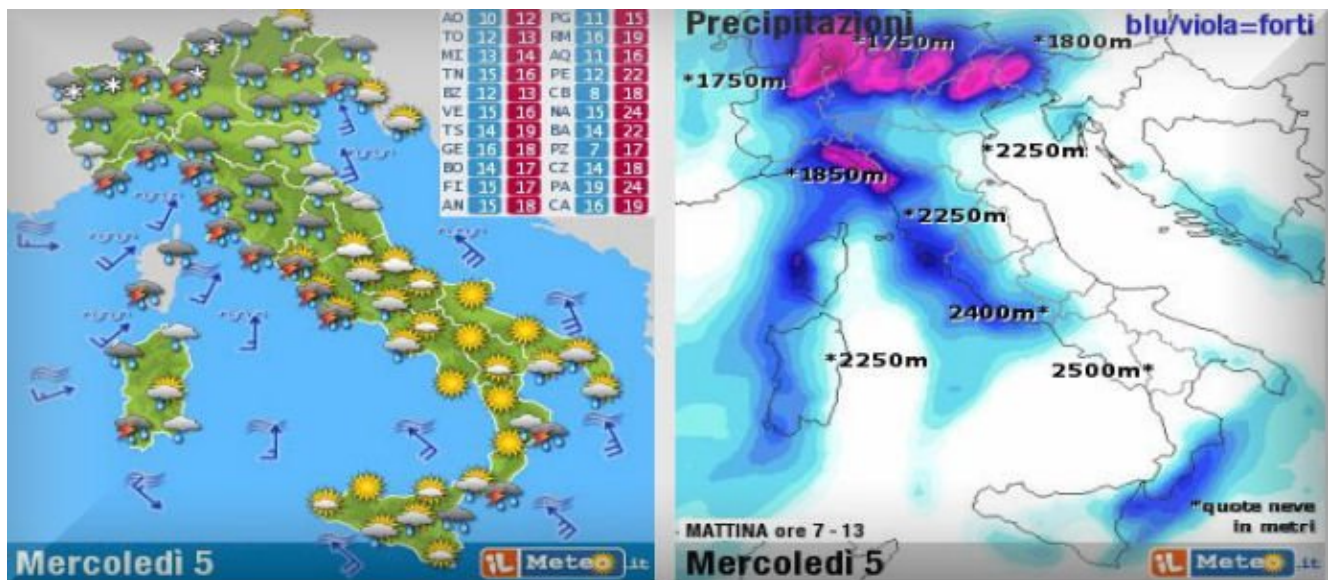 AO 10 12 PG 11 15
TO 12 13 RM 16 19
MI 13 14 AQ 11 16
TN 15 16 PE 12 22
BZ 12 13 CB 8 18
VE 15 16 NA 15 24
TS 14 19 BA 14 22
GE 16 18 PZ 7 17
BO 14 17 CZ 14 18
FI 15 17 PA 19 24
AN 15 18 CA 16 19
Mercoledì 5
iL Meteo.it
Precipitazioni
blu/viola=forti
*1750m
*1800m
*1750m
*2250m
*1850m
*2250m
2400m*
*2250m
2500m*
*quote neve
in metri
- MATTINA ore 7 - 13
Mercoledì 5
iL Meteo.it